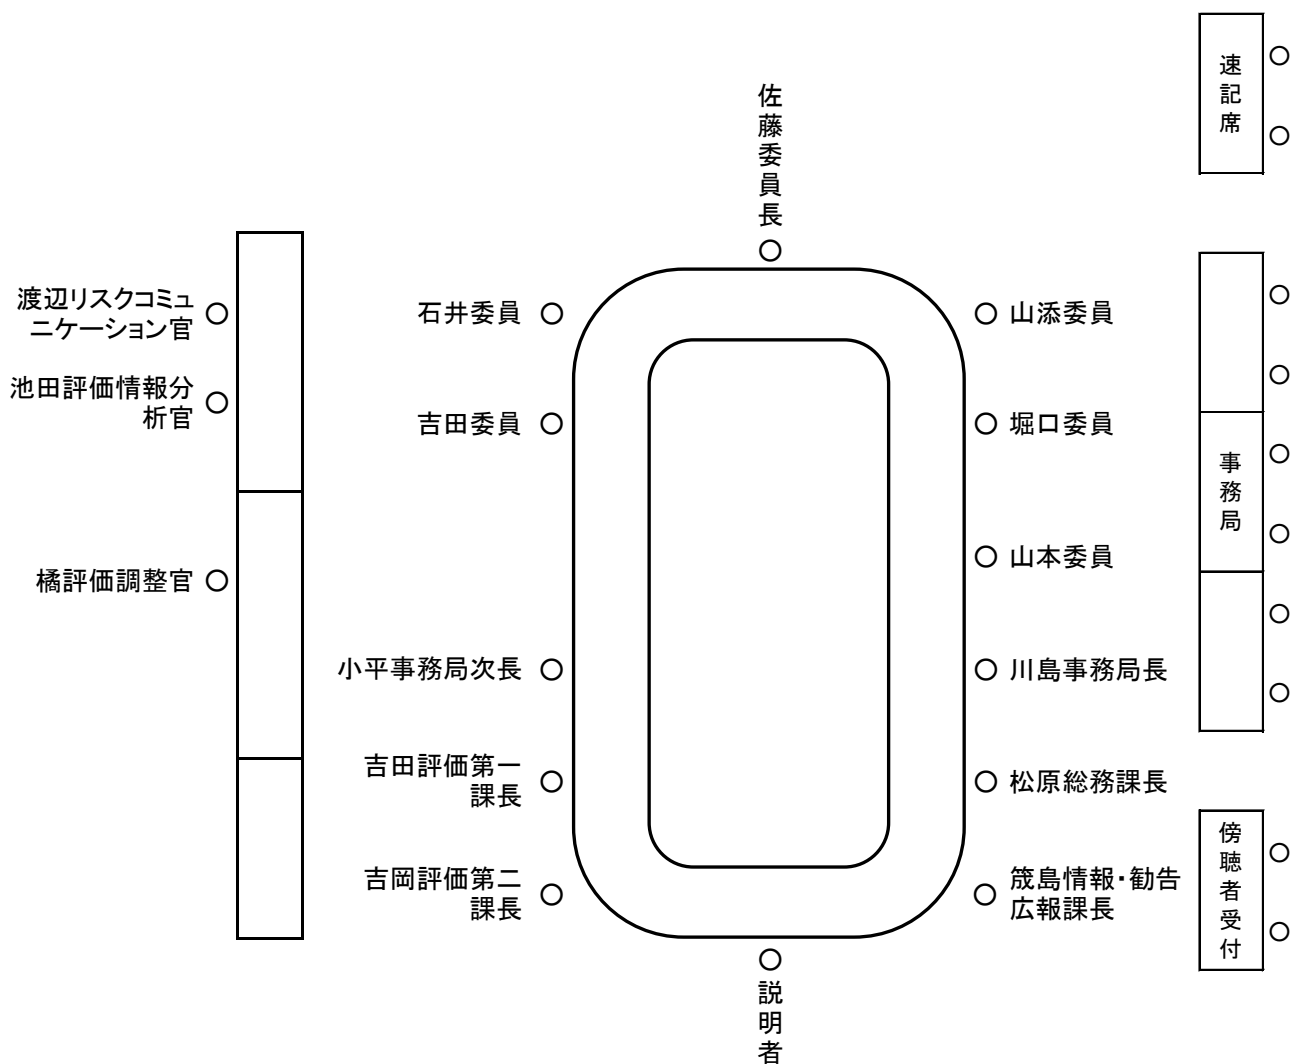 速記席
佐藤委員長
渡辺リスクコミュ
ニケーション官
石井委員
山添委員
池田評価情報分
析官
吉田委員
堀口委員
事務局
山本委員
橘評価調整官
小平事務局次長
川島事務局長
吉田評価第一
課長
松原総務課長
吉岡評価第二
課長
筬島情報・勧告
広報課長
傍聴者受付
説明者